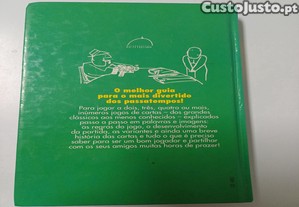 custojusto.pt
O melhor guia
para o mais divertido
dos passatempos!
Para jogar a dois, três, quatro ou mais,
inúmeros jogos de cartas – dos grandes
clássicos aos menos conhecidos – explicados
passo a passo em palavras e imagens:
as regras do jogo, o desenvolvimento
da partida, as variantes e ainda uma breve
história das cartas e tudo o que é preciso
saber para ser um bom jogador e partilhar
com os seus amigos muitas horas de prazer!